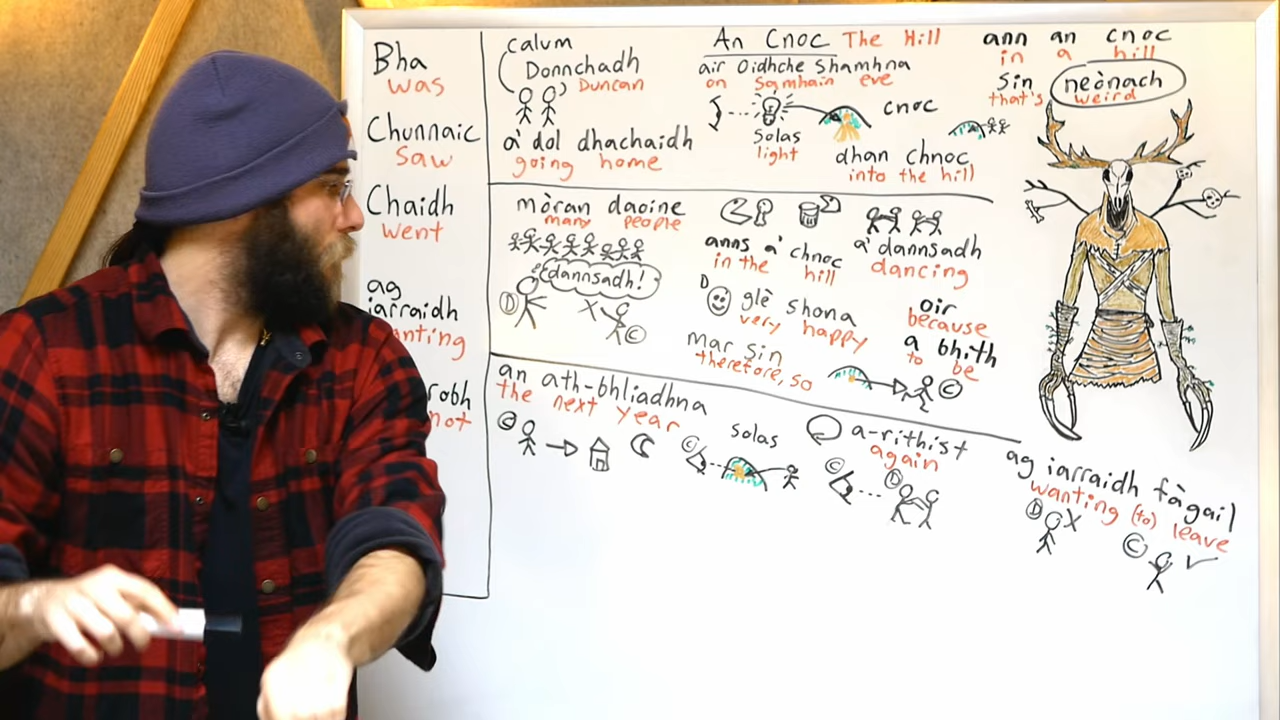 Bha
was
Chunnaic
Saw
Chaidh
went
ag
iarraidh
anting
robh
not
Calum
Donnchadh
Duncan
a' dol dhachaidh
going home
An Cnoc The Hill
air Oidhche Shamhna
on Samhain eve
cnoc
Solas
light
dhan chnoc
into the hill
ann an cnoc
in a hill
Sin neònach
that's weird
mòran daoine
many people
dannsadh!
D
X
C
anns a' chnoc
in the hill
a' dannsadh
dancing
D
glè shona
very happy
oir
because
a bhith
to be
mar sin
therefore, so
C
an ath-bhliadhna
the next year
C
C
solas
a-rithist
again
C
D
ag iarraidh fàgail
wanting (to) leave
D
X
C